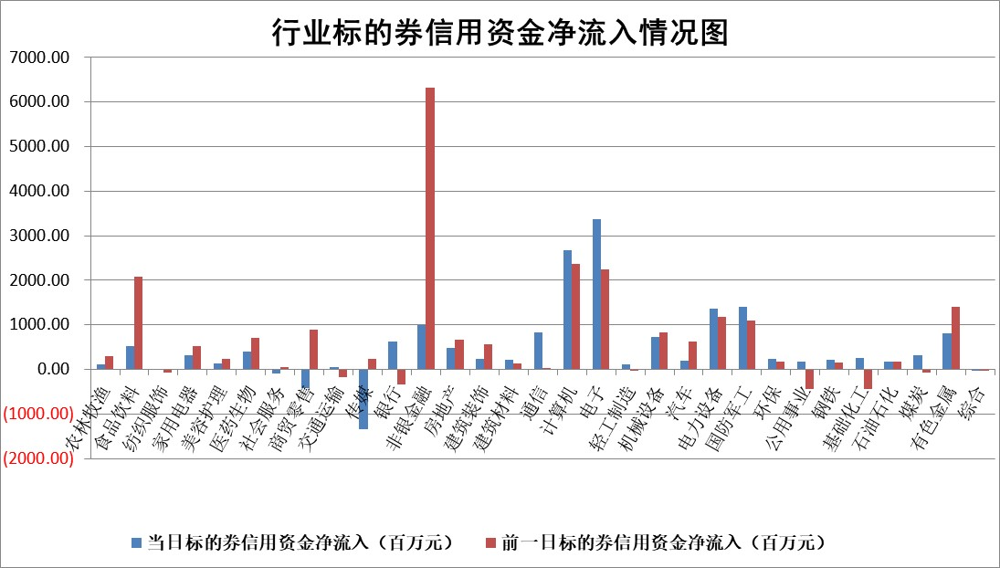 行业标的券信用资金净流入情况图
7000.00
6000.00
5000.00
4000.00
3000.00
2000.00
1000.00
0.00
(1000.00)
(2000.00)
农林牧渔
食品饮料
纺织服饰
家用电器
美容护理
医药生物
社会服务
商贸零售
交通运输
传媒
银行
非银金融
房地产
建筑装饰
建筑材料
通信
计算机
电子
轻工制造
机械设备
汽车
电力设备
国防军工
环保
公用事业
钢铁
基础化工
石油石化
煤炭
有色金属
综合
当日标的券信用资金净流入（百万元）
前一日标的券信用资金净流入（百万元）